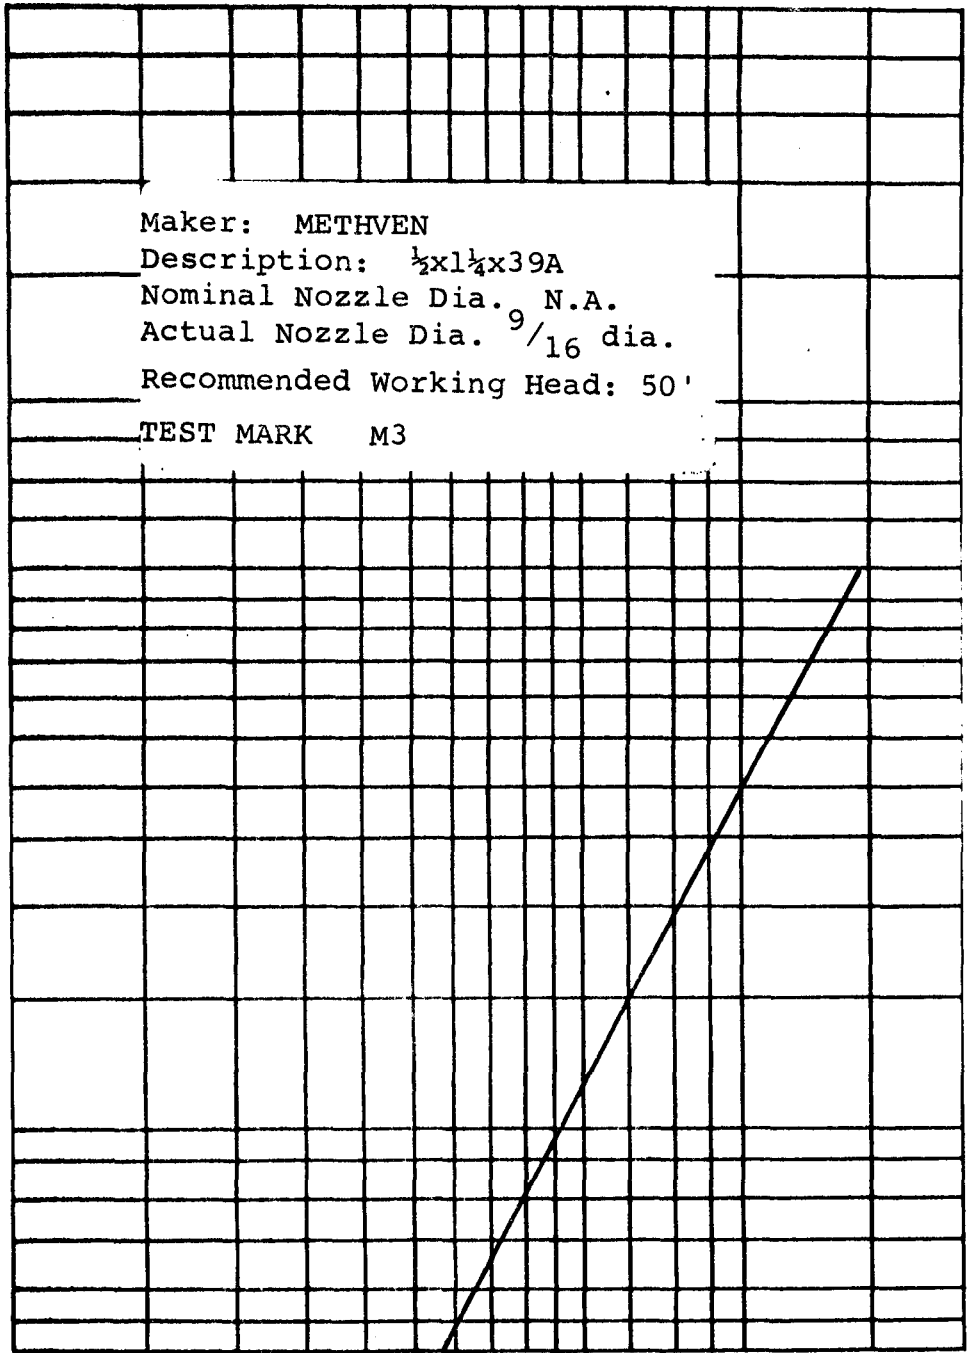 Maker: METHVEN
Description: ½x1¼x39A
Nominal Nozzle Dia. N.A.
Actual Nozzle Dia. 9/16 dia.
Recommended Working Head: 50'
TEST MARK M3